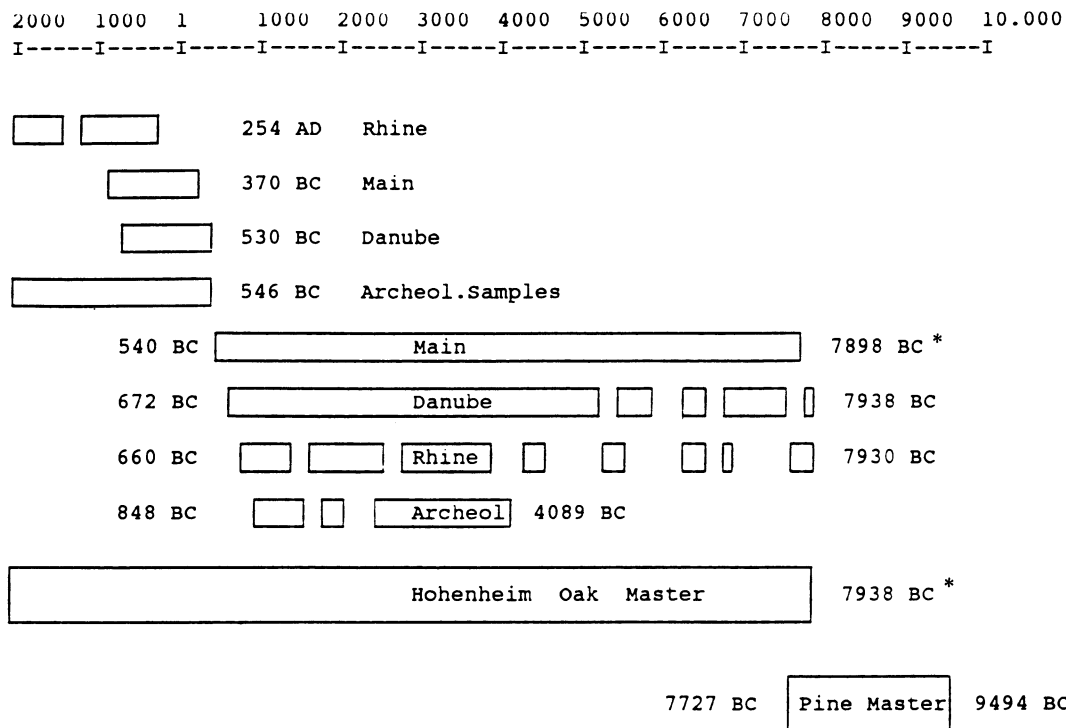 2000 1000 1 1000 2000 3000 4000 5000 6000 7000 8000 9000 10.000
I-----I-----I-----I-----I-----I-----I-----I-----I-----I-----I-----I-----I
254 AD Rhine
370 BC Main
530 BC Danube
546 BC Archeol.Samples
540 BC Main 7898 BC *
672 BC Danube 7938 BC
660 BC Rhine 7930 BC
848 BC Archeol 4089 BC
Hohenheim Oak Master 7938 BC *
7727 BC Pine Master 9494 BC